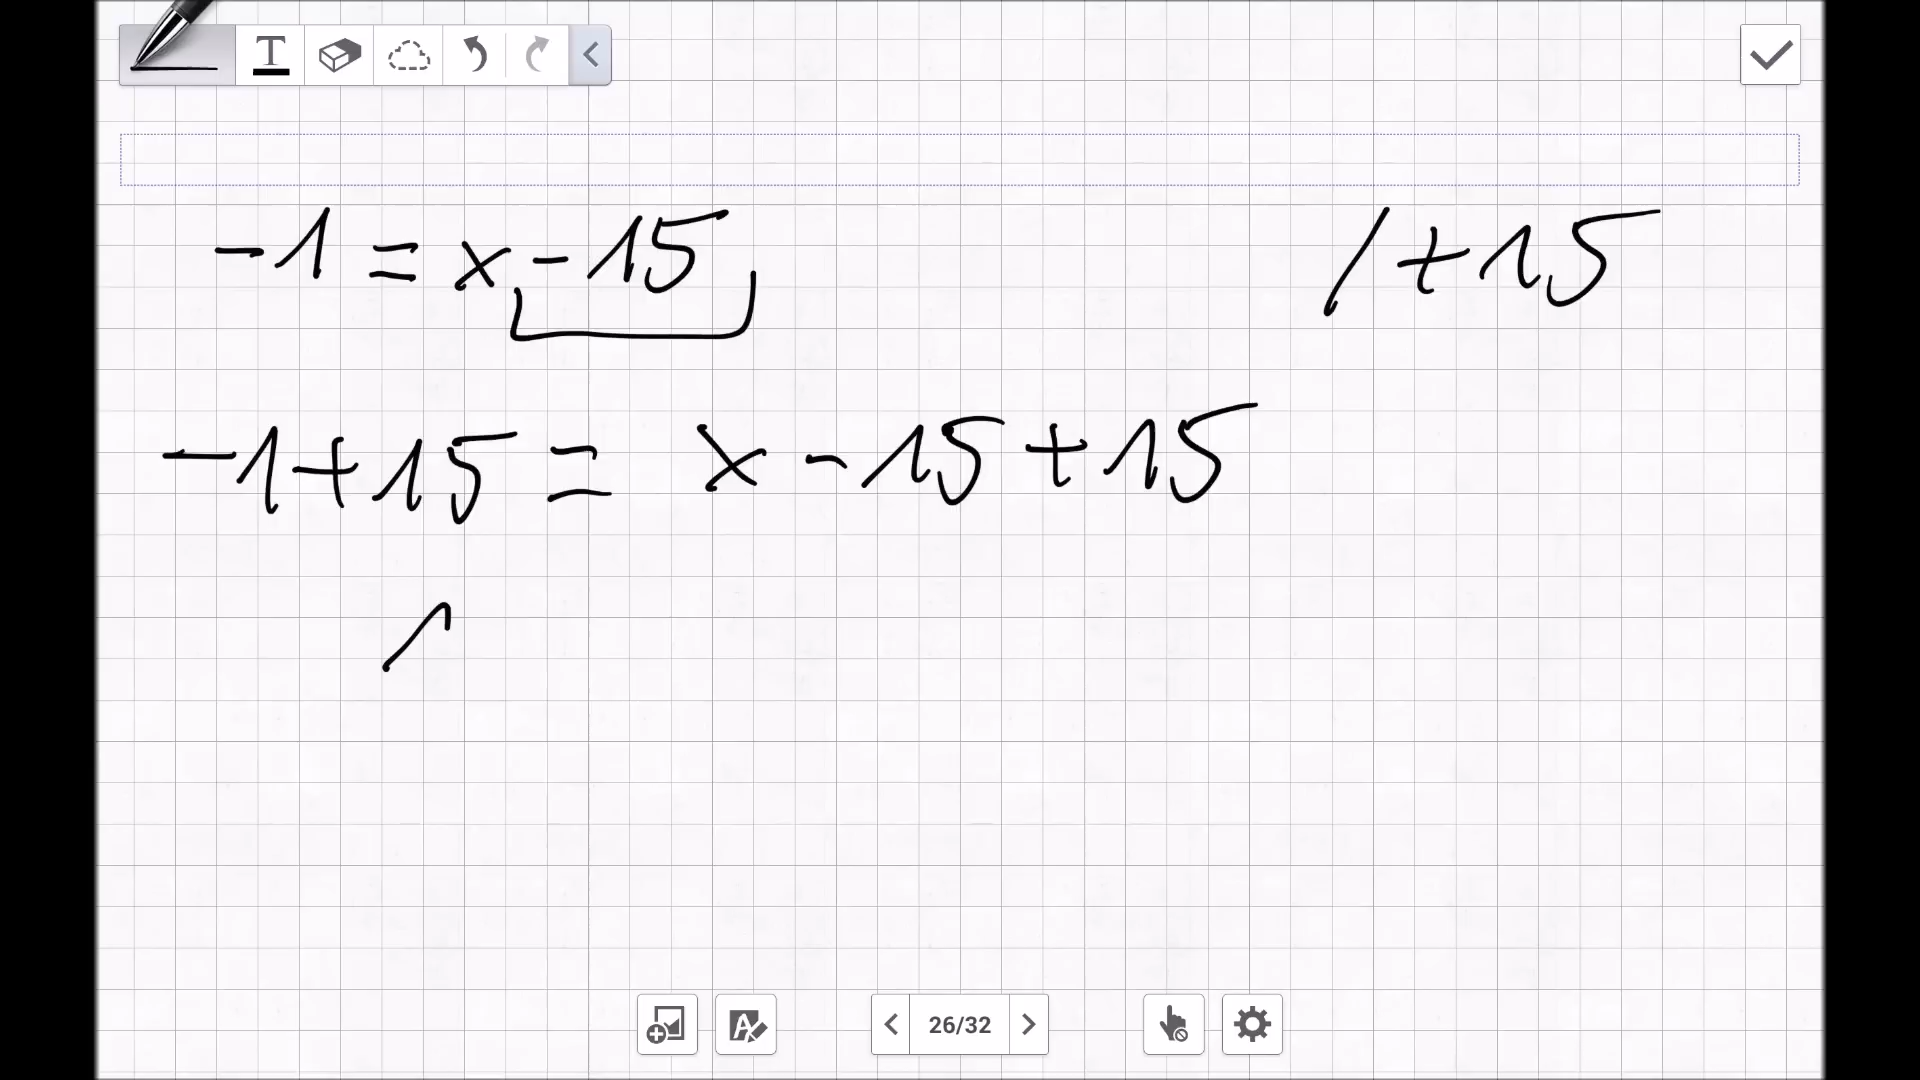 T
-1 = x - 15 / + 15
-1 + 15 = x - 15 + 15
26/32